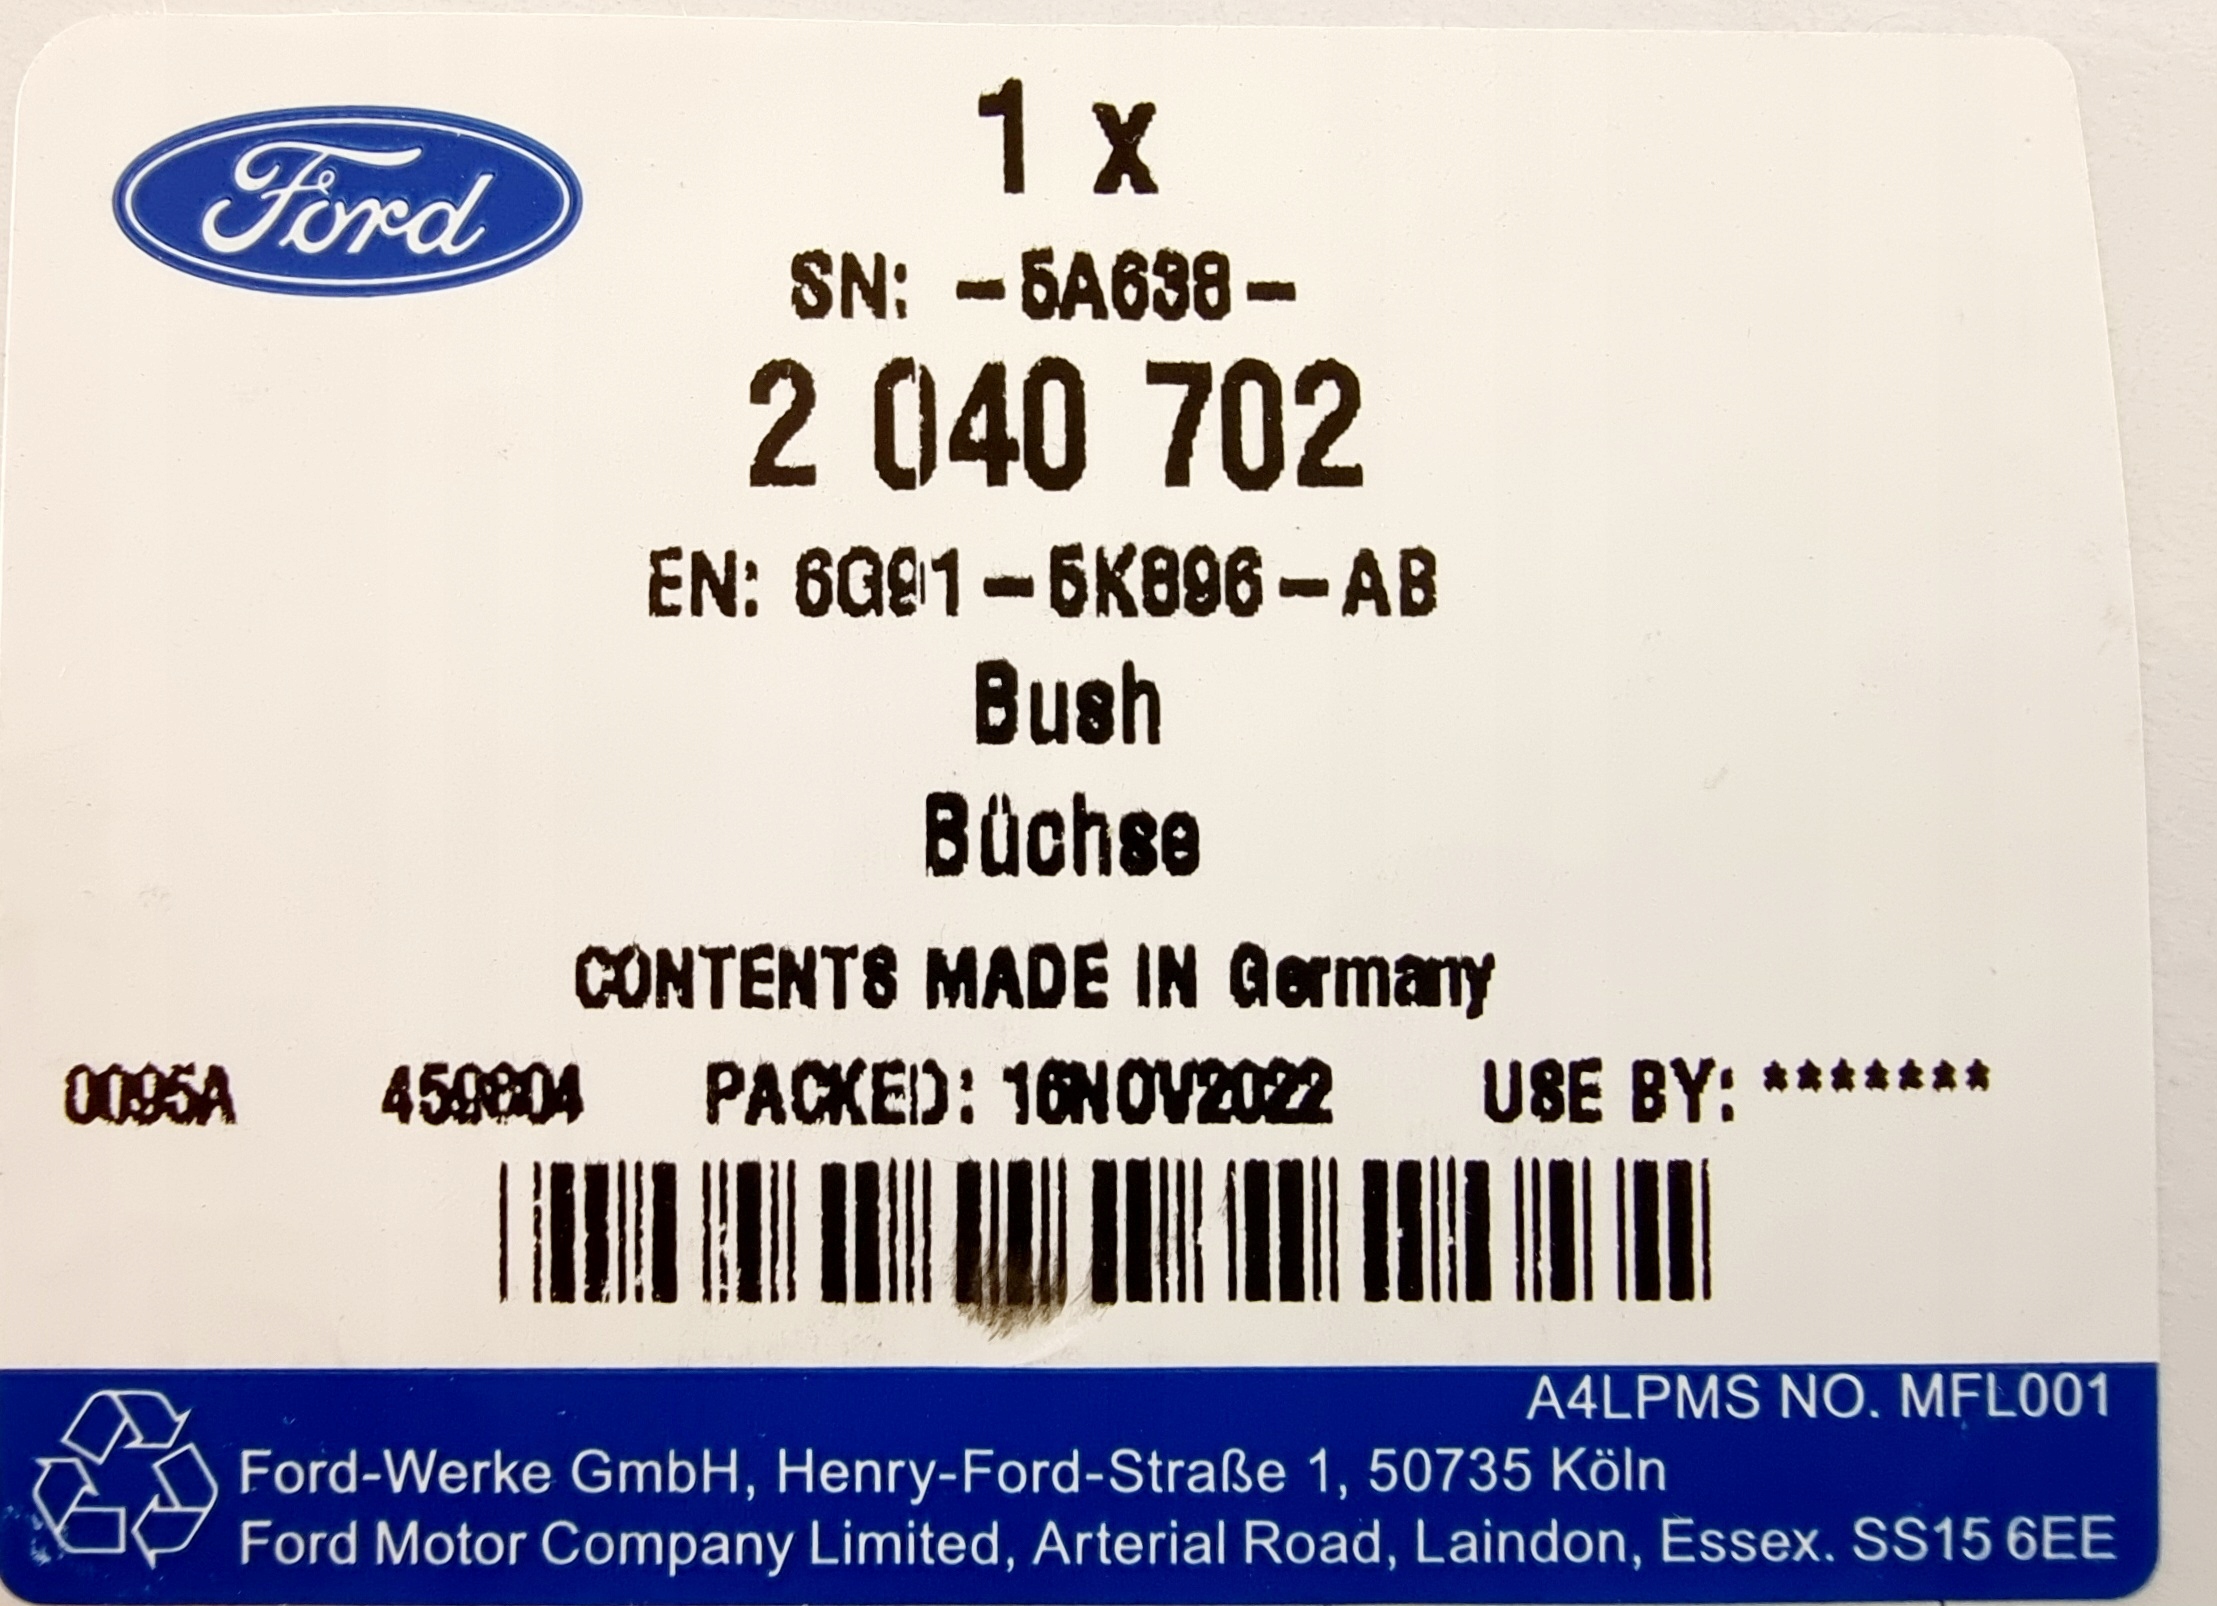 Ford
1 x
SN: -5A638-
2 040 702
EN: 6G91-5K896-AB
Bush
Büchse
CONTENTS MADE IN Germany
0095A 459804 PACKED: 16NOV2022 USE BY: *******
A4LPMS NO. MFL001
Ford-Werke GmbH, Henry-Ford-Straße 1, 50735 Köln
Ford Motor Company Limited, Arterial Road, Laindon, Essex. SS15 6EE